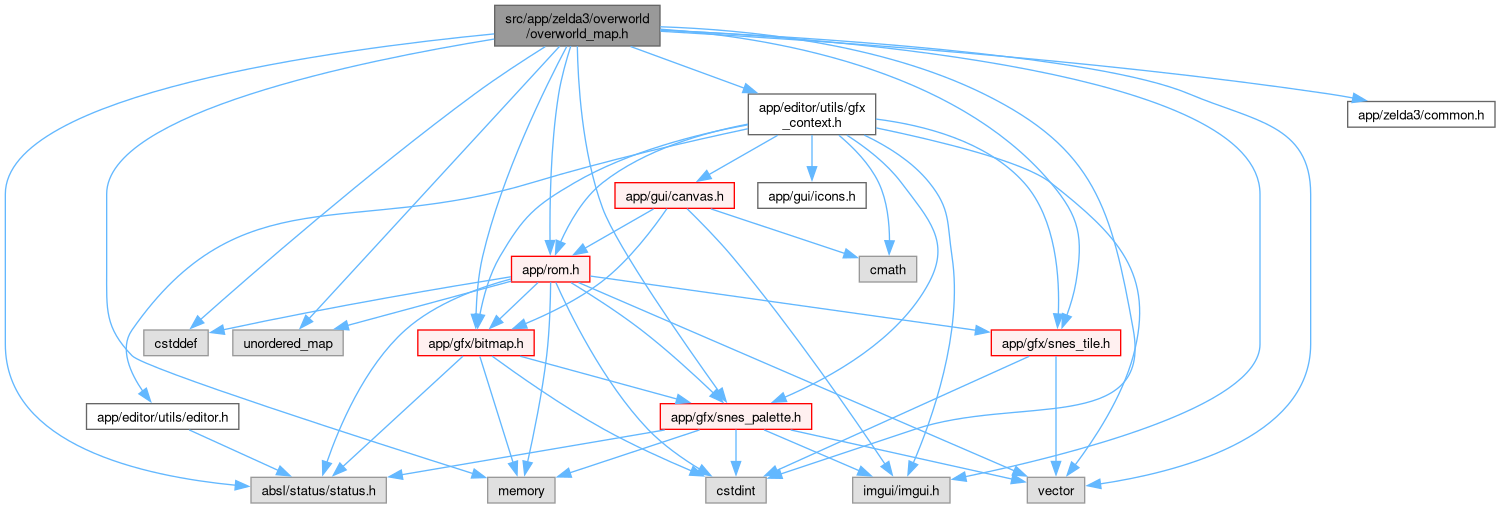 src/app/zelda3/overworld
/overworld_map.h
app/editor/utils/gfx
_context.h
app/zelda3/common.h
app/gui/canvas.h
app/gui/icons.h
app/rom.h
cmath
cstddef
unordered_map
app/gfx/bitmap.h
app/gfx/snes_tile.h
app/editor/utils/editor.h
app/gfx/snes_palette.h
absl/status/status.h
memory
cstdint
imgui/imgui.h
vector